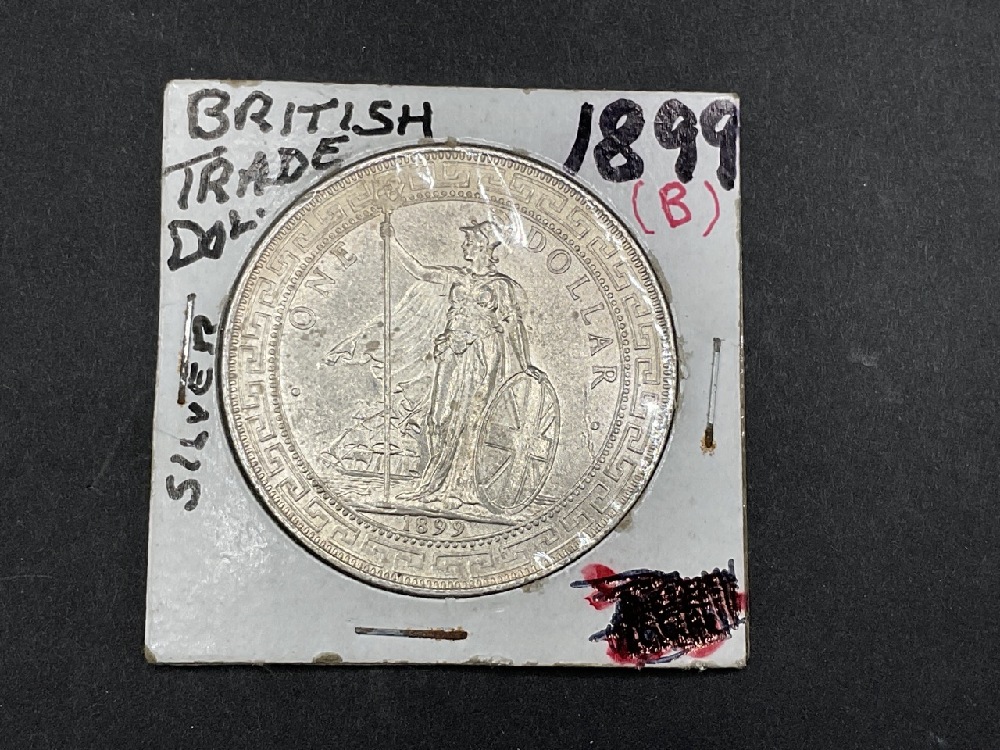 BRITISH
TRADE
DOL.
SILVER
1899
(B)
ONE DOLLAR
1899